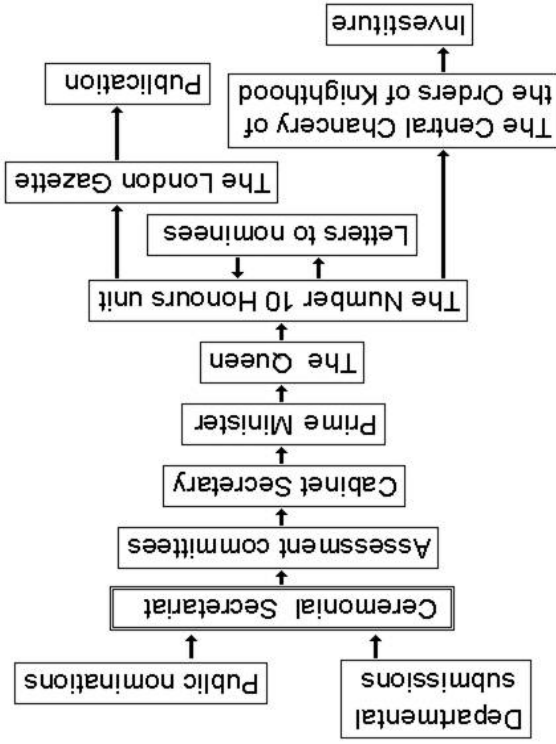 Departmental
submissions
Public nominations
Ceremonial Secretariat
Assessment committees
Cabinet Secretary
Prime Minister
The Queen
The Number 10 Honours unit
Letters to nominees
The London Gazette
The Central Chancery of
the Orders of Knighthood
Publication
Investiture